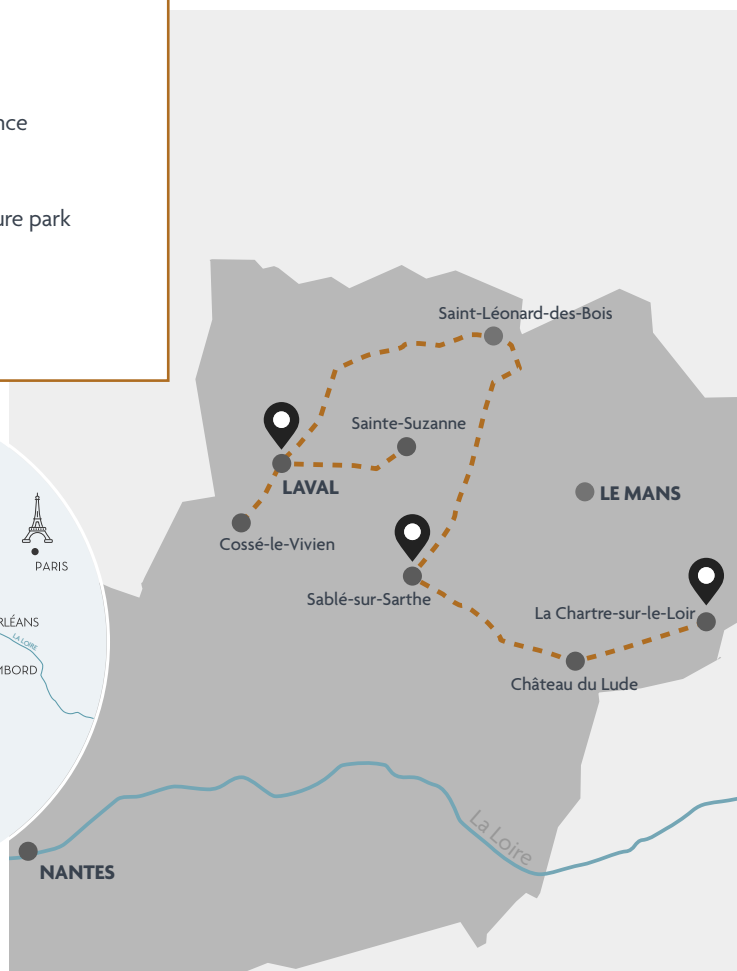 nce
ure park
Saint-Léonard-des-Bois
Sainte-Suzanne
LAVAL
LE MANS
Cossé-le-Vivien
PARIS
Sablé-sur-Sarthe
La Chartre-sur-le-Loir
RLÉANS
LA LOIRE
MBORD
Château du Lude
La Loire
NANTES